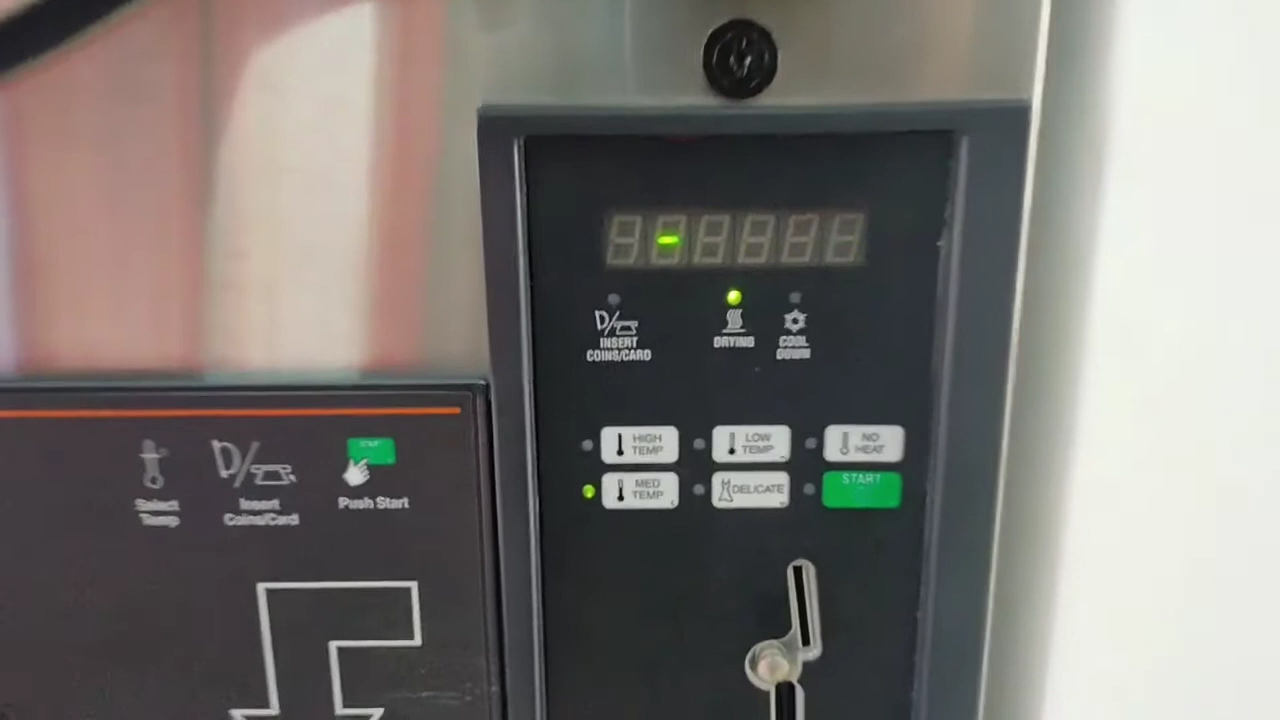 INSERT
COINS/CARD
DRYING
COOL
DOWN
HIGH
TEMP
LOW
TEMP
NO
HEAT
MED
TEMP
DELICATE
START
START
Select
Temp
Insert
Coins/Card
Push Start